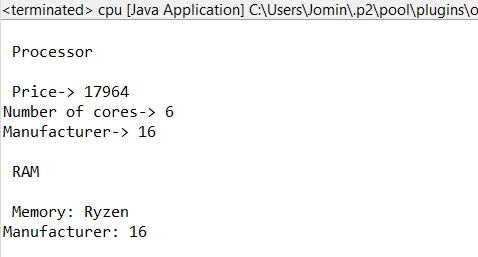 <terminated> cpu [Java Application] C:\Users\Jomin\.p2\pool\plugins\o
Processor
Price-> 17964
Number of cores-> 6
Manufacturer-> 16
RAM
Memory: Ryzen
Manufacturer: 16